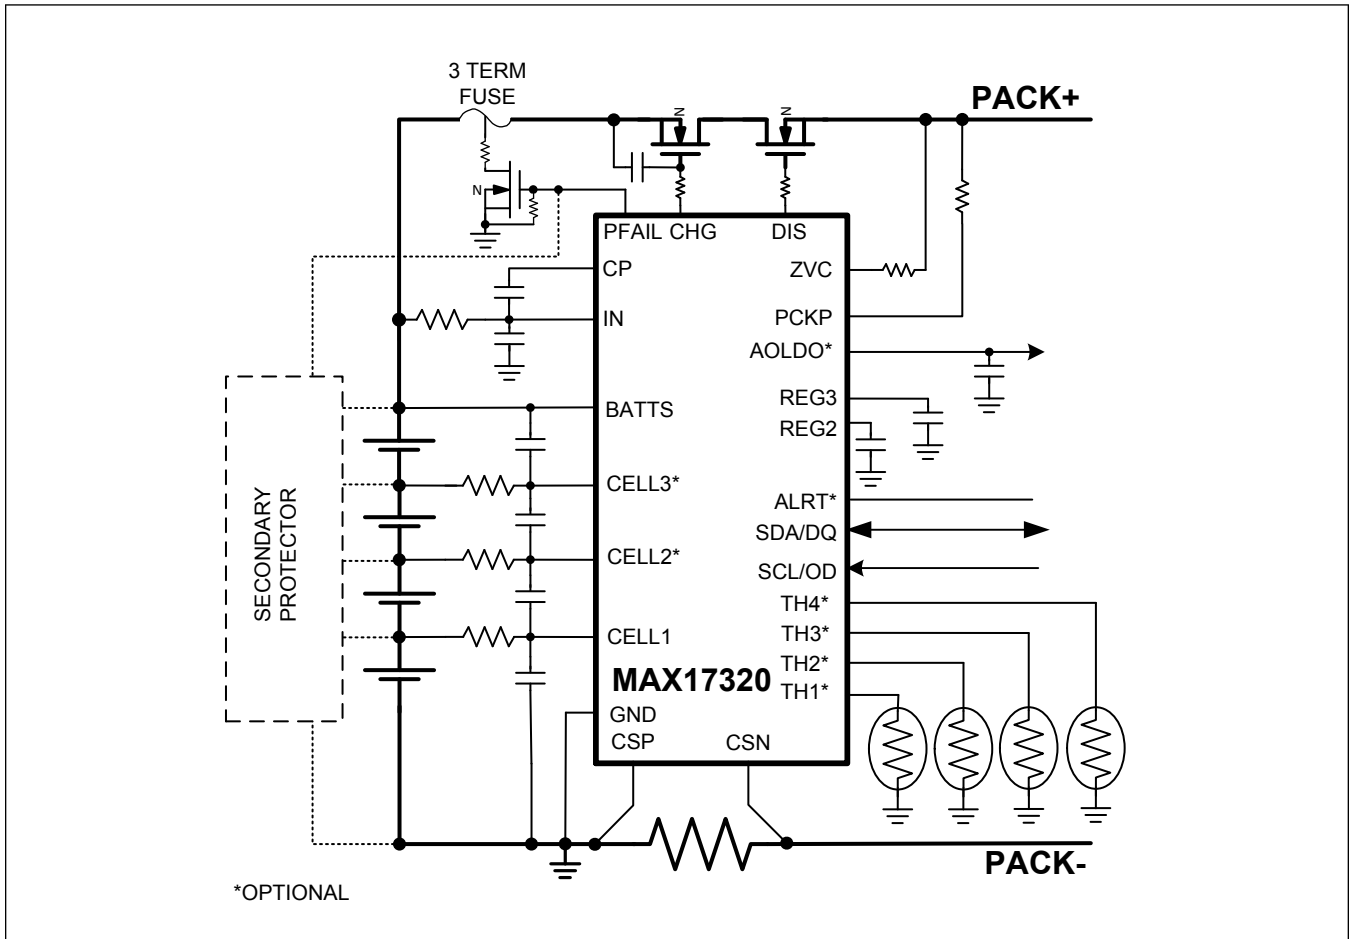 3 TERM
FUSE
PACK+
N
N
N
PFAIL CHG DIS
CP
ZVC
IN
PCKP
AOLDO*
BATTS
REG3
REG2
CELL3*
ALRT*
SDA/DQ
CELL2*
SCL/OD
SECONDARY
PROTECTOR
TH4*
CELL1
TH3*
TH2*
MAX17320
TH1*
GND
CSP CSN
PACK-
*OPTIONAL